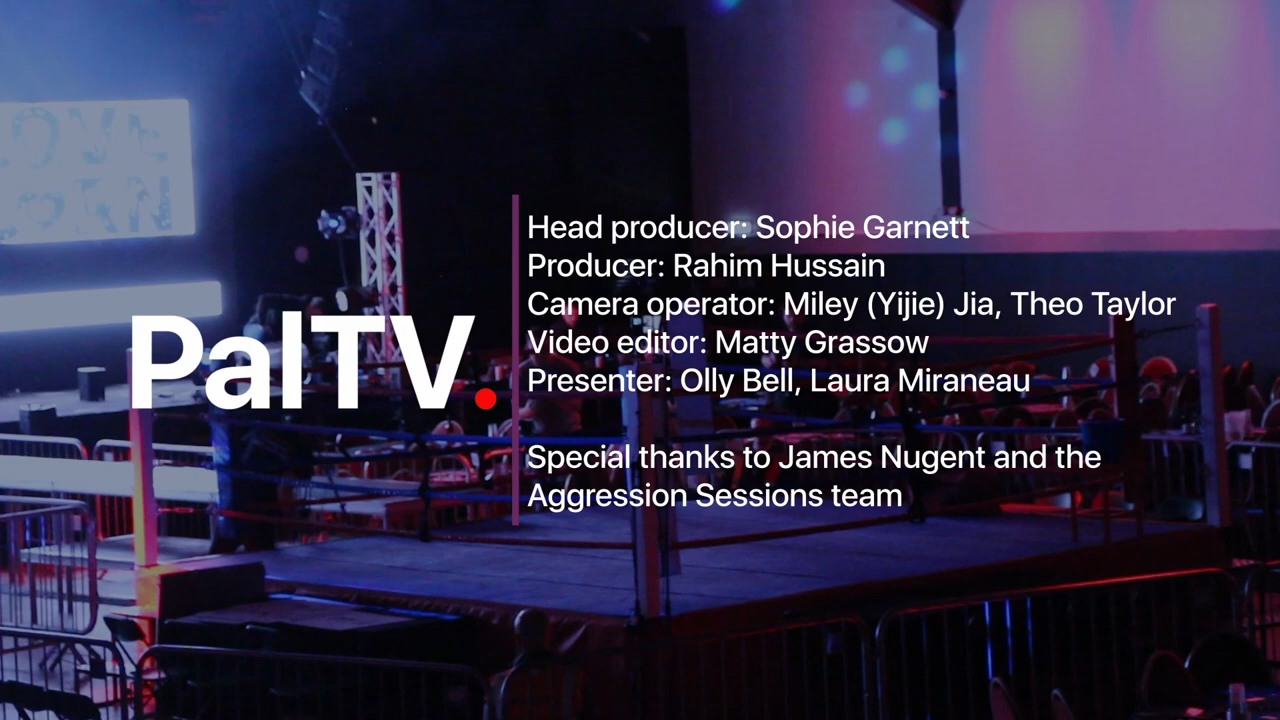 PalTV.
Head producer: Sophie Garnett
Producer: Rahim Hussain
Camera operator: Miley (Yijie) Jia, Theo Taylor
Video editor: Matty Grassow
Presenter: Olly Bell, Laura Miraneau
Special thanks to James Nugent and the
Aggression Sessions team